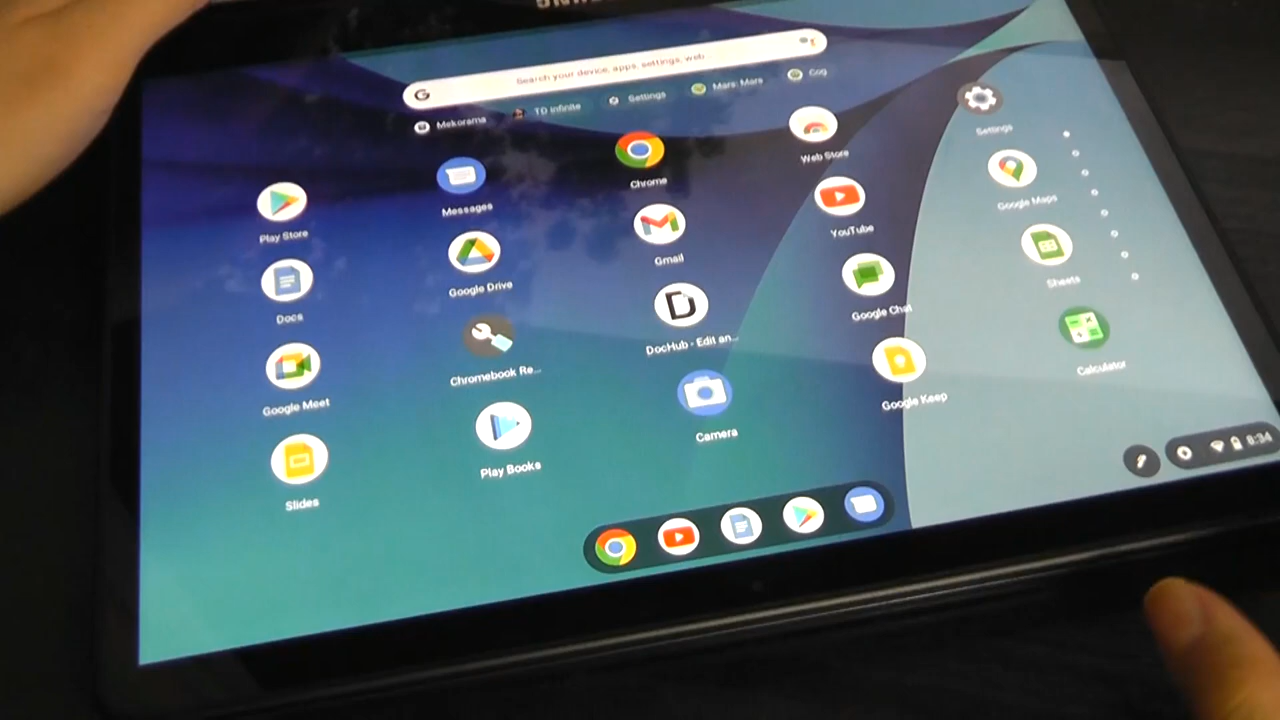 Search your device, apps, settings, web...
Mekorama TD Infinite Settings Mars: Mars Cog
Play Store Messages Chrome Web Store Settings
Docs Google Drive Gmail YouTube Google Maps
Google Meet Chromebook Re... DocHub - Edit an... Google Chat Sheets
Slides Play Books Camera Google Keep Calculator
8:34